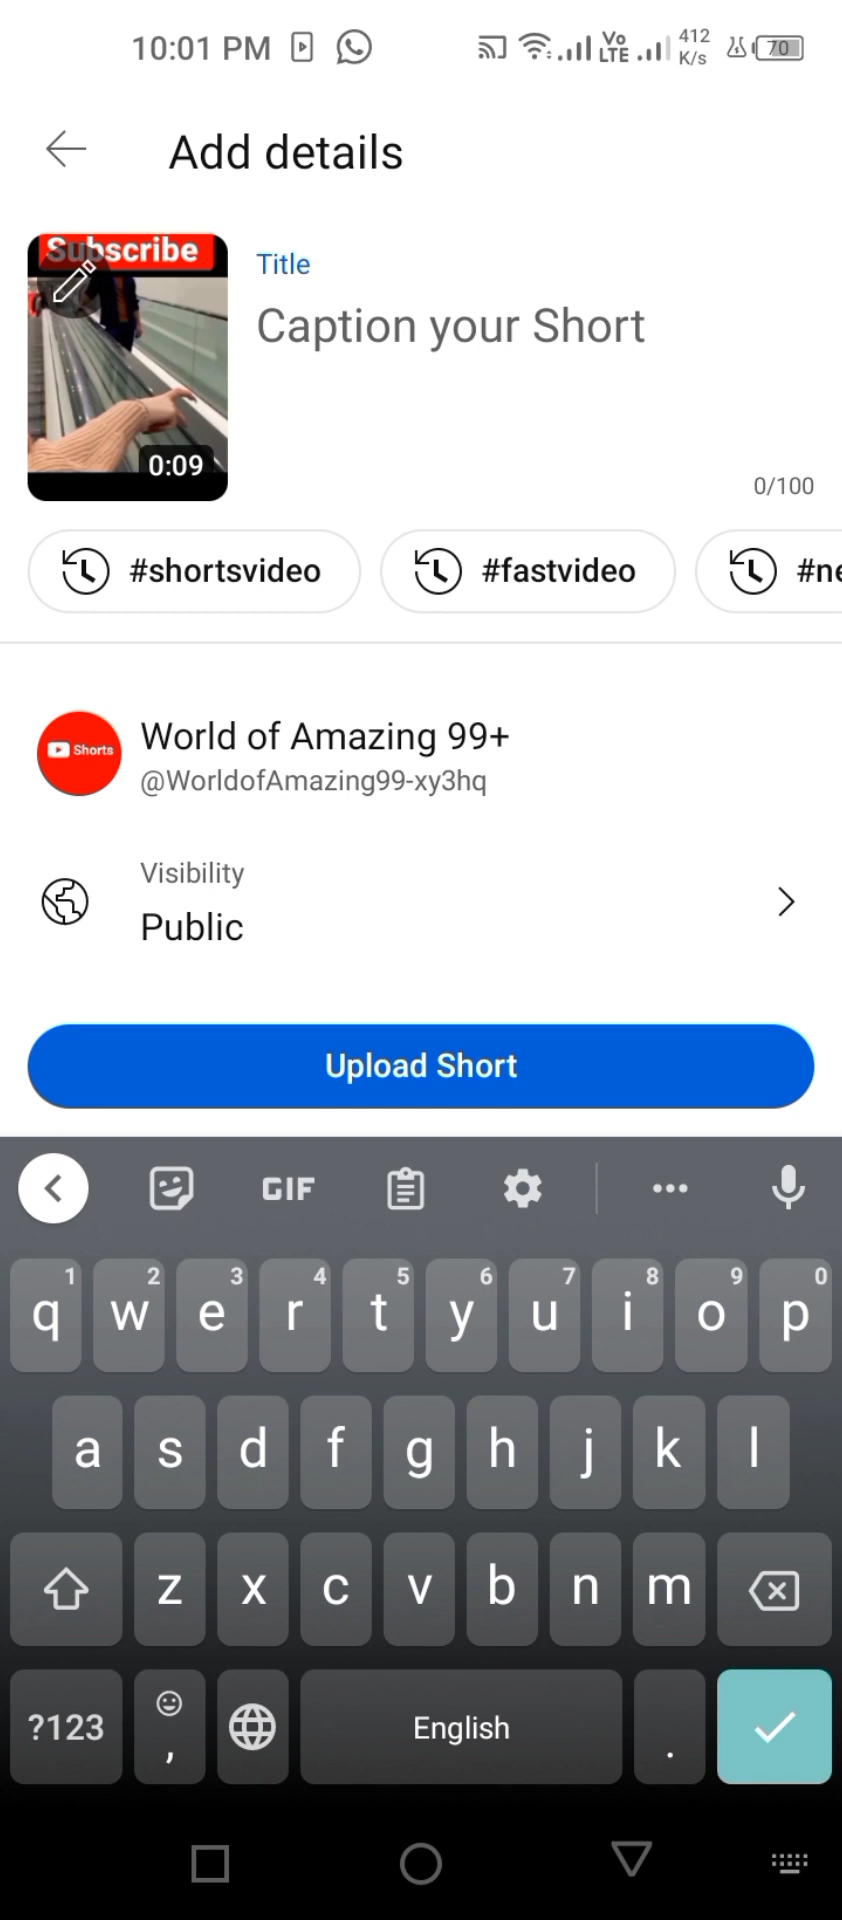 10:01 PM
Vo LTE
412 K/s
70
Add details
Subscribe
0:09
Title
Caption your Short
0/100
#shortsvideo
#fastvideo
#ne
Shorts
World of Amazing 99+
@WorldofAmazing99-xy3hq
Visibility
Public
Upload Short
GIF
1 2 3 4 5 6 7 8 9 0
q w e r t y u i o p
a s d f g h j k l
z x c v b n m
?123 , English .